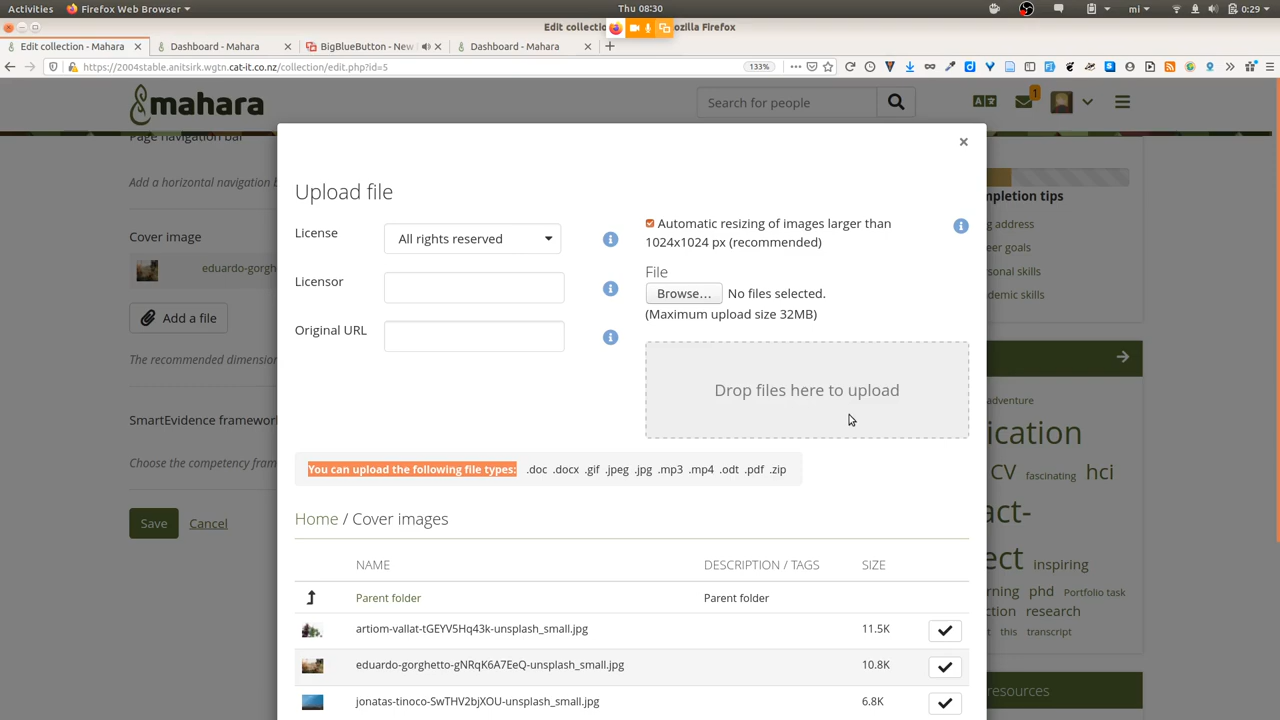 Activities
Firefox Web Browser
Thu 08:30
mi
0:29
Edit collectio
ozilla Firefox
Edit collection - Mahara
Dashboard - Mahara
BigBlueButton - New
Dashboard - Mahara
https://2004stable.anitsirk.wgtn.cat-it.co.nz/collection/edit.php?id=5
133%
mahara
Search for people
1
Page navigation bar
Add a horizontal navigation b
Cover image
eduardo-gorgh
Add a file
The recommended dimension
SmartEvidence framework
Choose the competency fram
Save
Cancel
Upload file
License
All rights reserved
Licensor
Original URL
Automatic resizing of images larger than
1024x1024 px (recommended)
File
Browse...
No files selected.
(Maximum upload size 32MB)
Drop files here to upload
You can upload the following file types: .doc .docx .gif .jpeg .jpg .mp3 .mp4 .odt .pdf .zip
Home / Cover images
NAME
DESCRIPTION / TAGS
SIZE
Parent folder
Parent folder
artiom-vallat-tGEYV5Hq43k-unsplash_small.jpg
11.5K
eduardo-gorghetto-gNRqK6A7EeQ-unsplash_small.jpg
10.8K
jonatas-tinoco-SwTHV2bjXOU-unsplash_small.jpg
6.8K
mpletion tips
g address
eer goals
sonal skills
demic skills
adventure
ication
CV fascinating hci
act-
ect inspiring
rning phd Portfolio task
ction research
t this transcript
resources